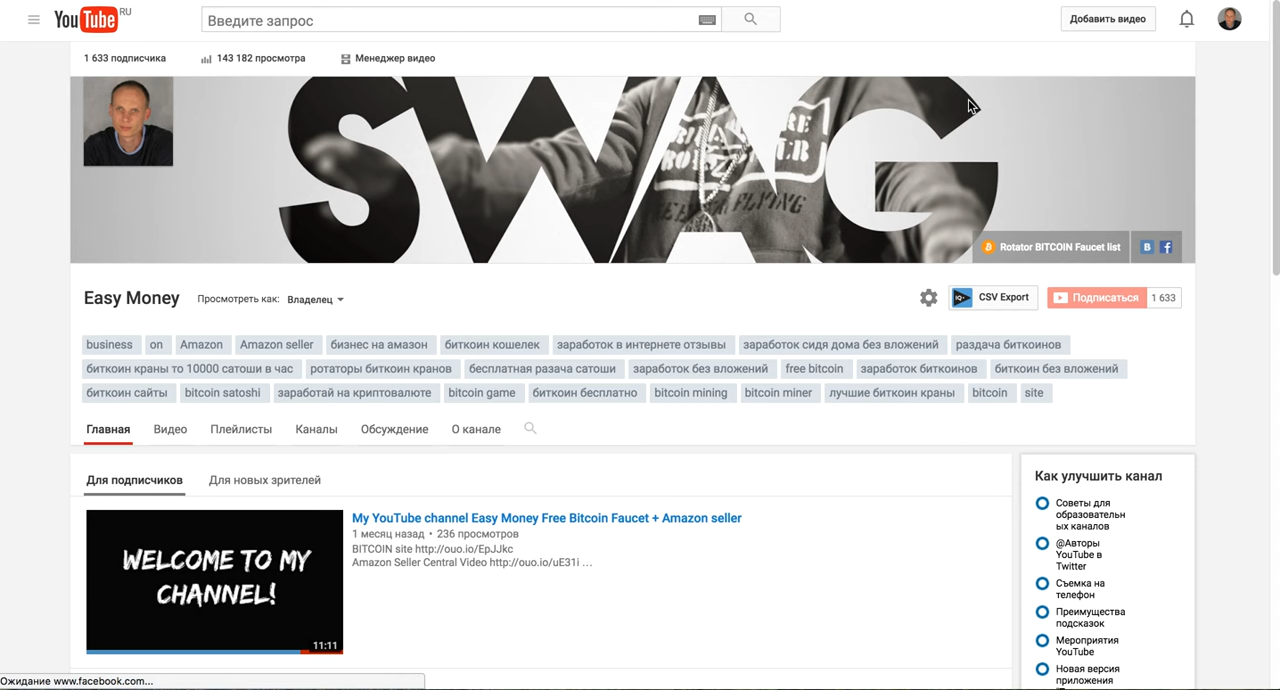 YouTube RU
Введите запрос
Добавить видео
1 633 подписчика
143 182 просмотра
Менеджер видео
SWAG
FLYING
Rotator BITCOIN Faucet list
B f
Easy Money
Просмотреть как: Владелец
CSV Export
Подписаться
1 633
business on Amazon Amazon seller бизнес на амазон биткоин кошелек заработок в интернете отзывы заработок сидя дома без вложений раздача биткоинов
биткоин краны то 10000 сатоши в час ротаторы биткоин кранов бесплатная разача сатоши заработок без вложений free bitcoin заработок биткоинов биткоин без вложений
биткоин сайты bitcoin satoshi заработай на криптовалюте bitcoin game биткоин бесплатно bitcoin mining bitcoin miner лучшие биткоин краны bitcoin site
Главная Видео Плейлисты Каналы Обсуждение О канале
Для подписчиков Для новых зрителей
WELCOME TO MY
CHANNEL!
11:11
My YouTube channel Easy Money Free Bitcoin Faucet + Amazon seller
1 месяц назад • 236 просмотров
BITCOIN site http://ouo.io/EpJJkc
Amazon Seller Central Video http://ouo.io/uE31i ...
Как улучшить канал
Советы для
образовательн
ых каналов
@Авторы
YouTube в
Twitter
Съемка на
телефон
Преимущества
подсказок
Мероприятия
YouTube
Новая версия
приложения
Ожидание www.facebook.com...